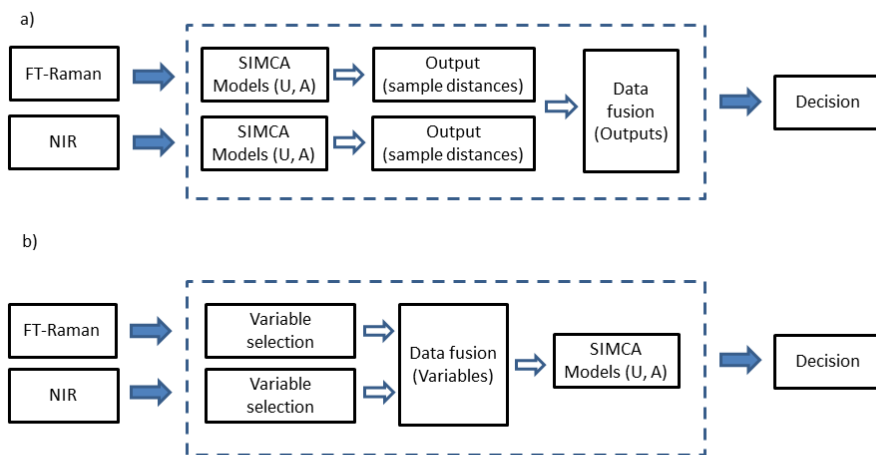 a)
FT-Raman
SIMCA
Models (U, A)
Output
(sample distances)
NIR
SIMCA
Models (U, A)
Output
(sample distances)
Data
fusion
(Outputs)
Decision
b)
FT-Raman
Variable
selection
NIR
Variable
selection
Data fusion
(Variables)
SIMCA
Models (U, A)
Decision